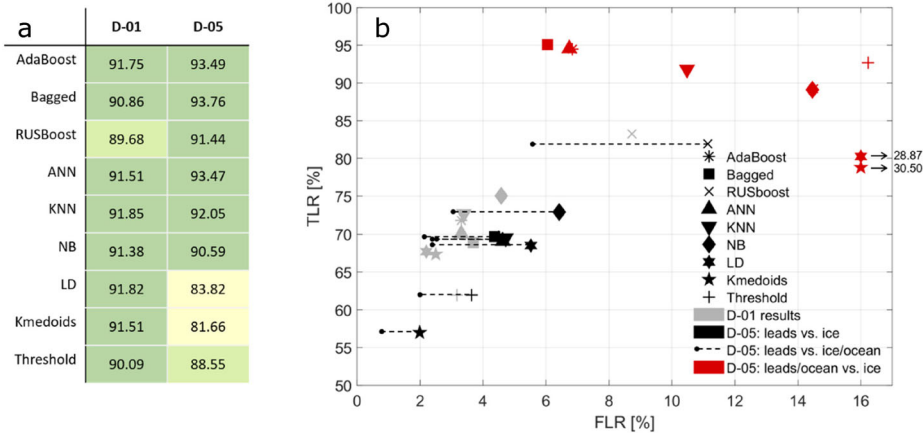 a
D-01 D-05
AdaBoost 91.75 93.49
Bagged 90.86 93.76
RUSBoost 89.68 91.44
ANN 91.51 93.47
KNN 91.85 92.05
NB 91.38 90.59
LD 91.82 83.82
Kmedoids 91.51 81.66
Threshold 90.09 88.55
b
TLR [%]
100
95
90
85
80
75
70
65
60
55
50
28.87
30.50
AdaBoost
Bagged
RUSboost
ANN
KNN
NB
LD
Kmedoids
Threshold
D-01 results
D-05: leads vs. ice
D-05: leads vs. ice/ocean
D-05: leads/ocean vs. ice
0 2 4 6 8 10 12 14 16
FLR [%]